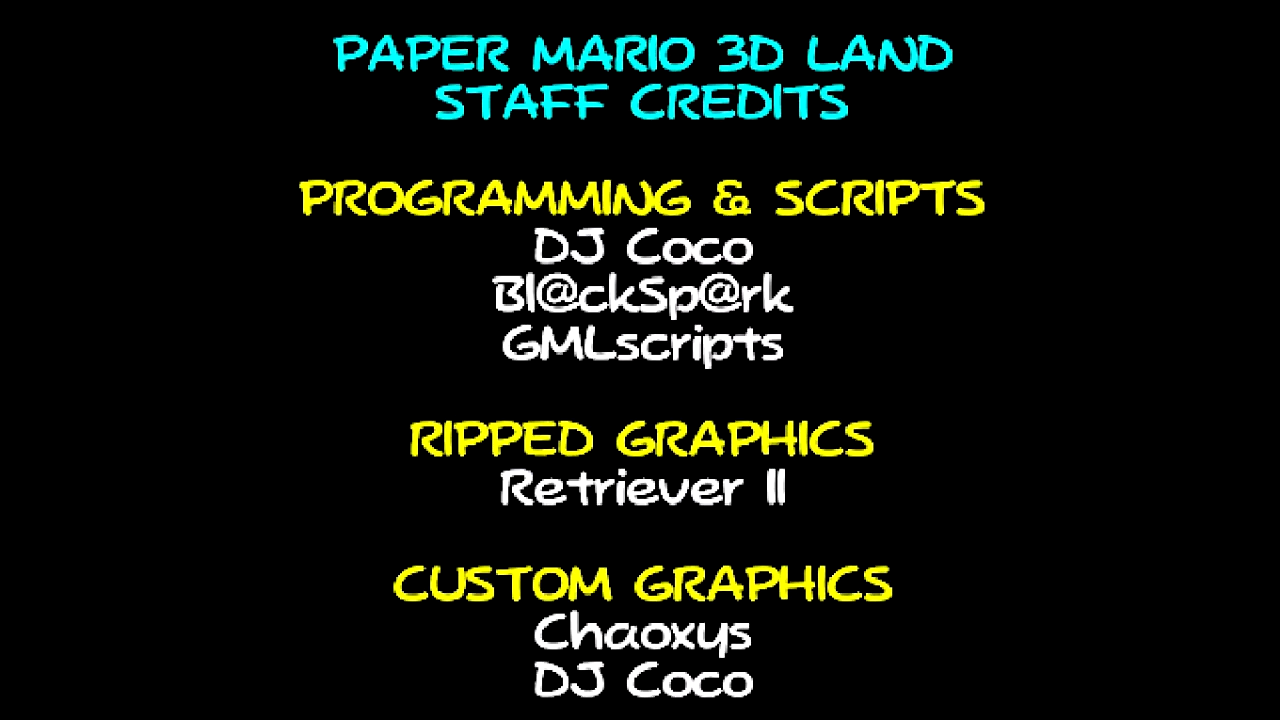 PAPER MARIO 3D LAND
STAFF CREDITS
PROGRAMMING & SCRIPTS
DJ Coco
Bl@ckSp@rk
GMLscripts
RIPPED GRAPHICS
Retriever II
CUSTOM GRAPHICS
Chaoxys
DJ Coco